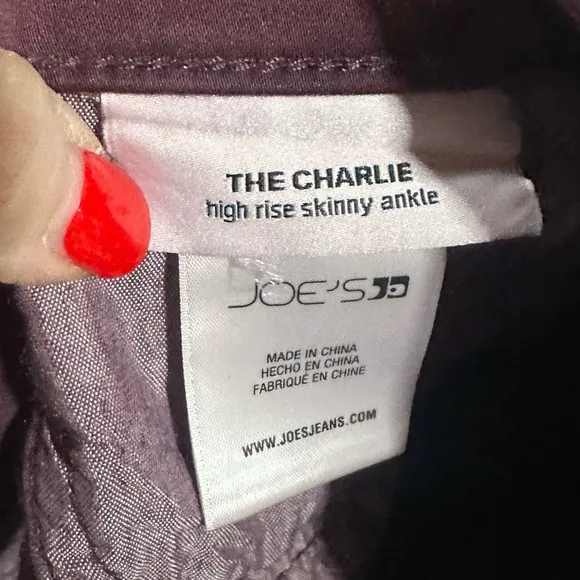 THE CHARLIE
high rise skinny ankle
JOE'S
MADE IN CHINA
HECHO EN CHINA
FABRIQUÉ EN CHINE
WWW.JOESJEANS.COM